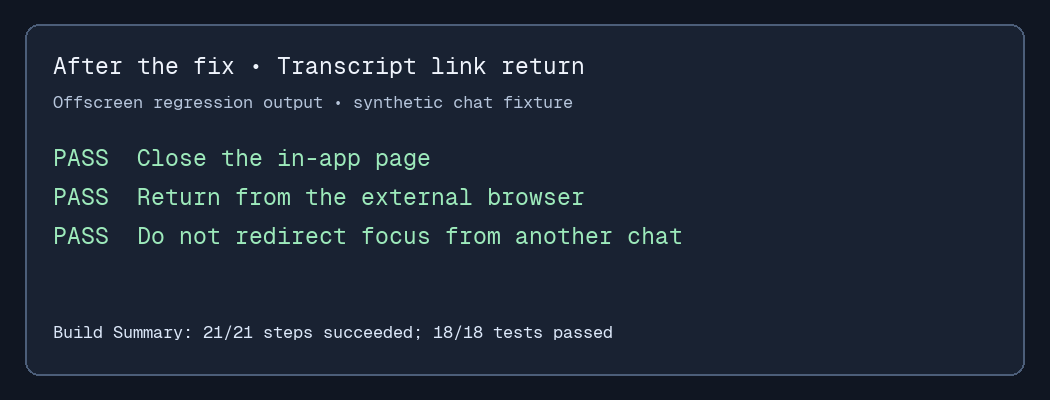 After the fix • Transcript link return
Offscreen regression output • synthetic chat fixture
PASS  Close the in-app page
PASS  Return from the external browser
PASS  Do not redirect focus from another chat
Build Summary: 21/21 steps succeeded; 18/18 tests passed